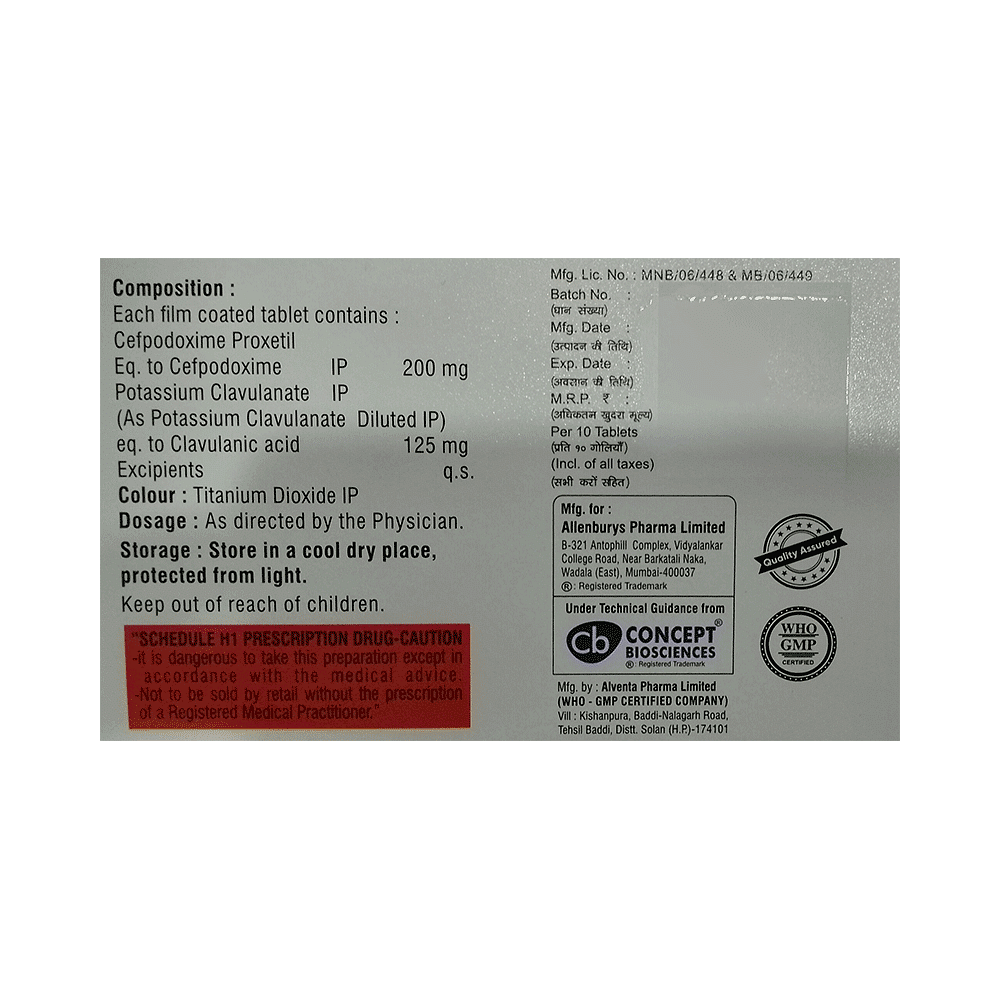 Composition :
Each film coated tablet contains :
Cefpodoxime Proxetil
Eq. to Cefpodoxime IP 200 mg
Potassium Clavulanate IP
(As Potassium Clavulanate Diluted IP)
eq. to Clavulanic acid 125 mg
Excipients q.s.
Colour : Titanium Dioxide IP
Dosage : As directed by the Physician.
Storage : Store in a cool dry place,
protected from light.
Keep out of reach of children.
"SCHEDULE H1 PRESCRIPTION DRUG-CAUTION
-it is dangerous to take this preparation except in
accordance with the medical advice.
-Not to be sold by retail without the prescription
of a Registered Medical Practitioner."
Mfg. Lic. No. : MNB/06/448 & MB/06/449
Batch No. :
(घान संख्या)
Mfg. Date :
(उत्पादन की तिथि)
Exp. Date :
(अवसान की तिथि)
M.R.P. ₹ :
(अधिकतम खुदरा मूल्य)
Per 10 Tablets
(प्रति १० गोलियाँ)
(Incl. of all taxes)
(सभी करों सहित)
Mfg. for :
Allenburys Pharma Limited
B-321 Antophill Complex, Vidyalankar
College Road, Near Barkatali Naka,
Wadala (East), Mumbai-400037
® : Registered Trademark
Under Technical Guidance from
cb CONCEPT®
BIOSCIENCES
® : Registered Trademark
Mfg. by : Alventa Pharma Limited
(WHO - GMP CERTIFIED COMPANY)
Vill : Kishanpura, Baddi-Nalagarh Road,
Tehsil Baddi, Distt. Solan (H.P.)-174101
Quality Assured
WHO
GMP
CERTIFIED